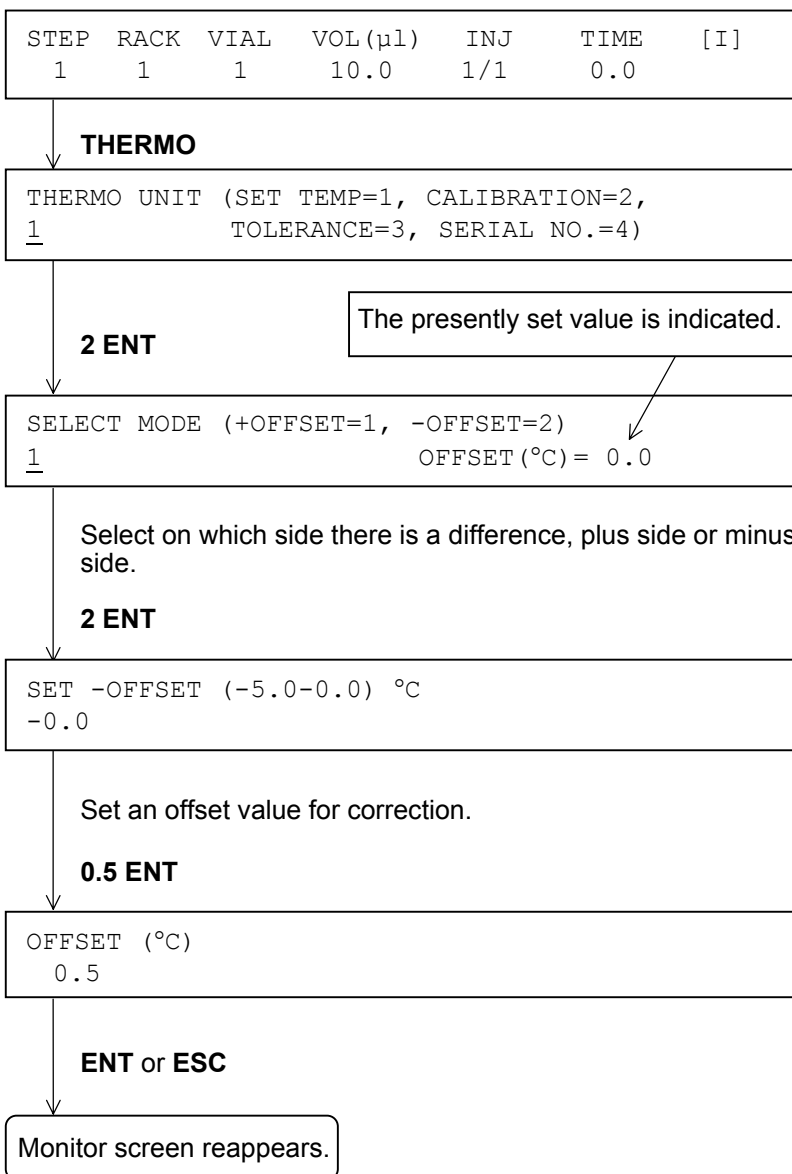 STEP RACK VIAL VOL(µl) INJ TIME [I]
1 1 1 10.0 1/1 0.0
THERMO
THERMO UNIT (SET TEMP=1, CALIBRATION=2,
1 TOLERANCE=3, SERIAL NO.=4)
The presently set value is indicated.
2 ENT
SELECT MODE (+OFFSET=1, -OFFSET=2)
1 OFFSET(°C)= 0.0
Select on which side there is a difference, plus side or minus
side.
2 ENT
SET -OFFSET (-5.0-0.0) °C
-0.0
Set an offset value for correction.
0.5 ENT
OFFSET (°C)
0.5
ENT or ESC
Monitor screen reappears.